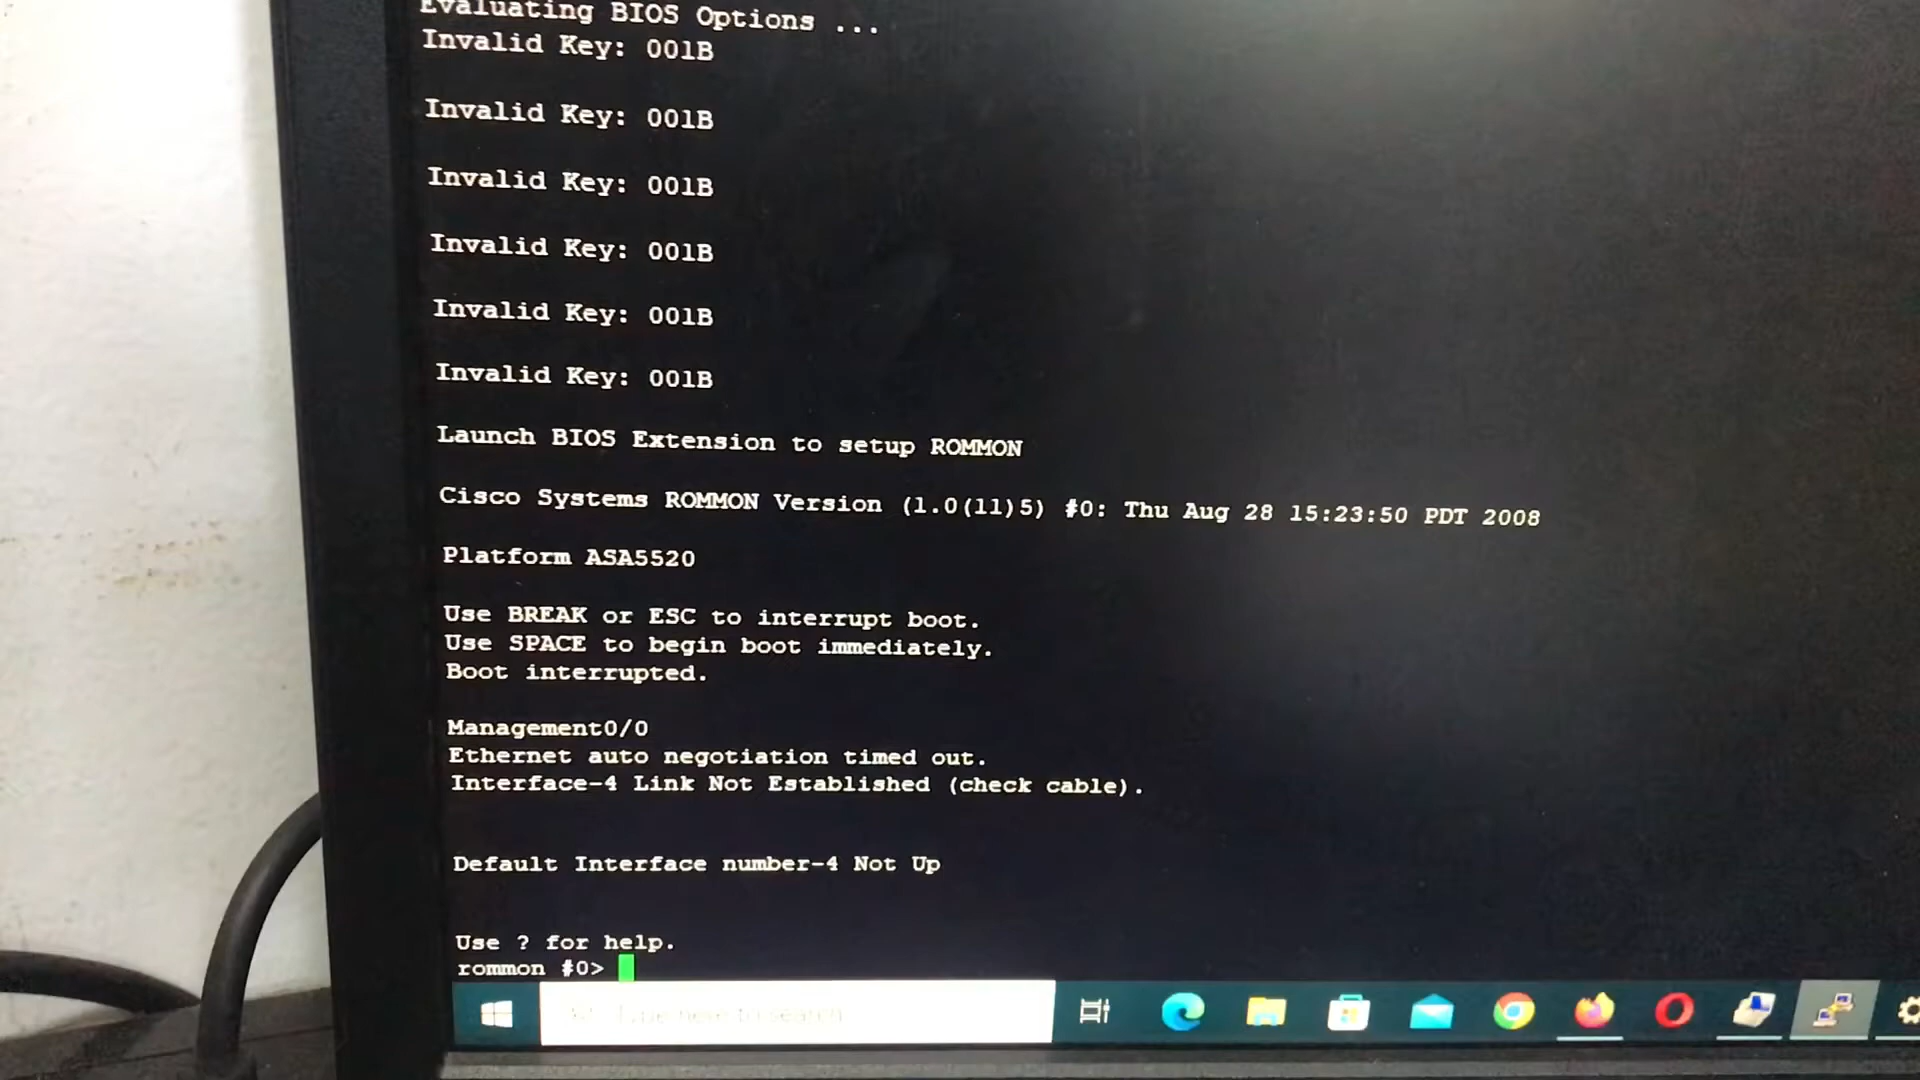 Evaluating BIOS Options ...
Invalid Key: 001B
Invalid Key: 001B
Invalid Key: 001B
Invalid Key: 001B
Invalid Key: 001B
Invalid Key: 001B
Launch BIOS Extension to setup ROMMON
Cisco Systems ROMMON Version (1.0(11)5) #0: Thu Aug 28 15:23:50 PDT 2008
Platform ASA5520
Use BREAK or ESC to interrupt boot.
Use SPACE to begin boot immediately.
Boot interrupted.
Management0/0
Ethernet auto negotiation timed out.
Interface-4 Link Not Established (check cable).
Default Interface number-4 Not Up
Use ? for help.
rommon #0>
Type here to search